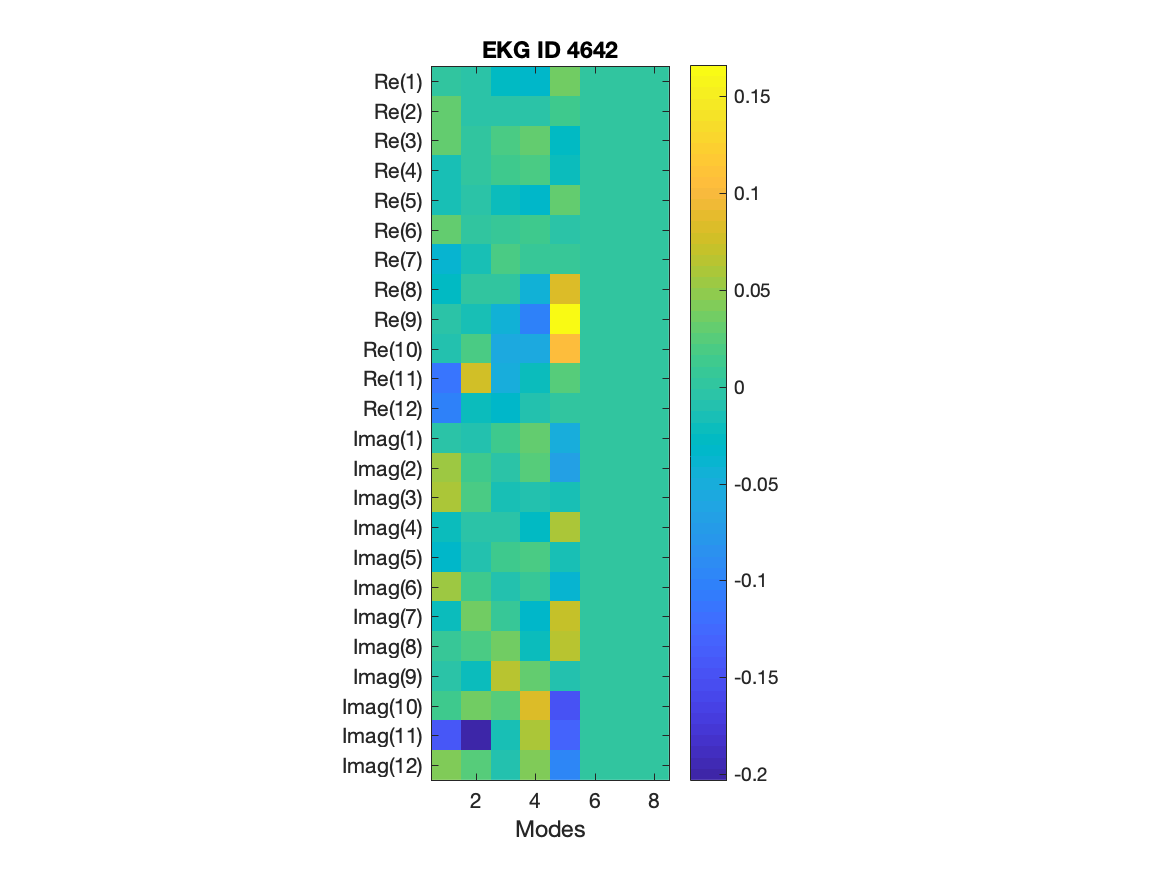 EKG ID 4642
Re(1)
Re(2)
Re(3)
Re(4)
Re(5)
Re(6)
Re(7)
Re(8)
Re(9)
Re(10)
Re(11)
Re(12)
Imag(1)
Imag(2)
Imag(3)
Imag(4)
Imag(5)
Imag(6)
Imag(7)
Imag(8)
Imag(9)
Imag(10)
Imag(11)
Imag(12)
2 4 6 8
Modes
0.15
0.1
0.05
0
-0.05
-0.1
-0.15
-0.2